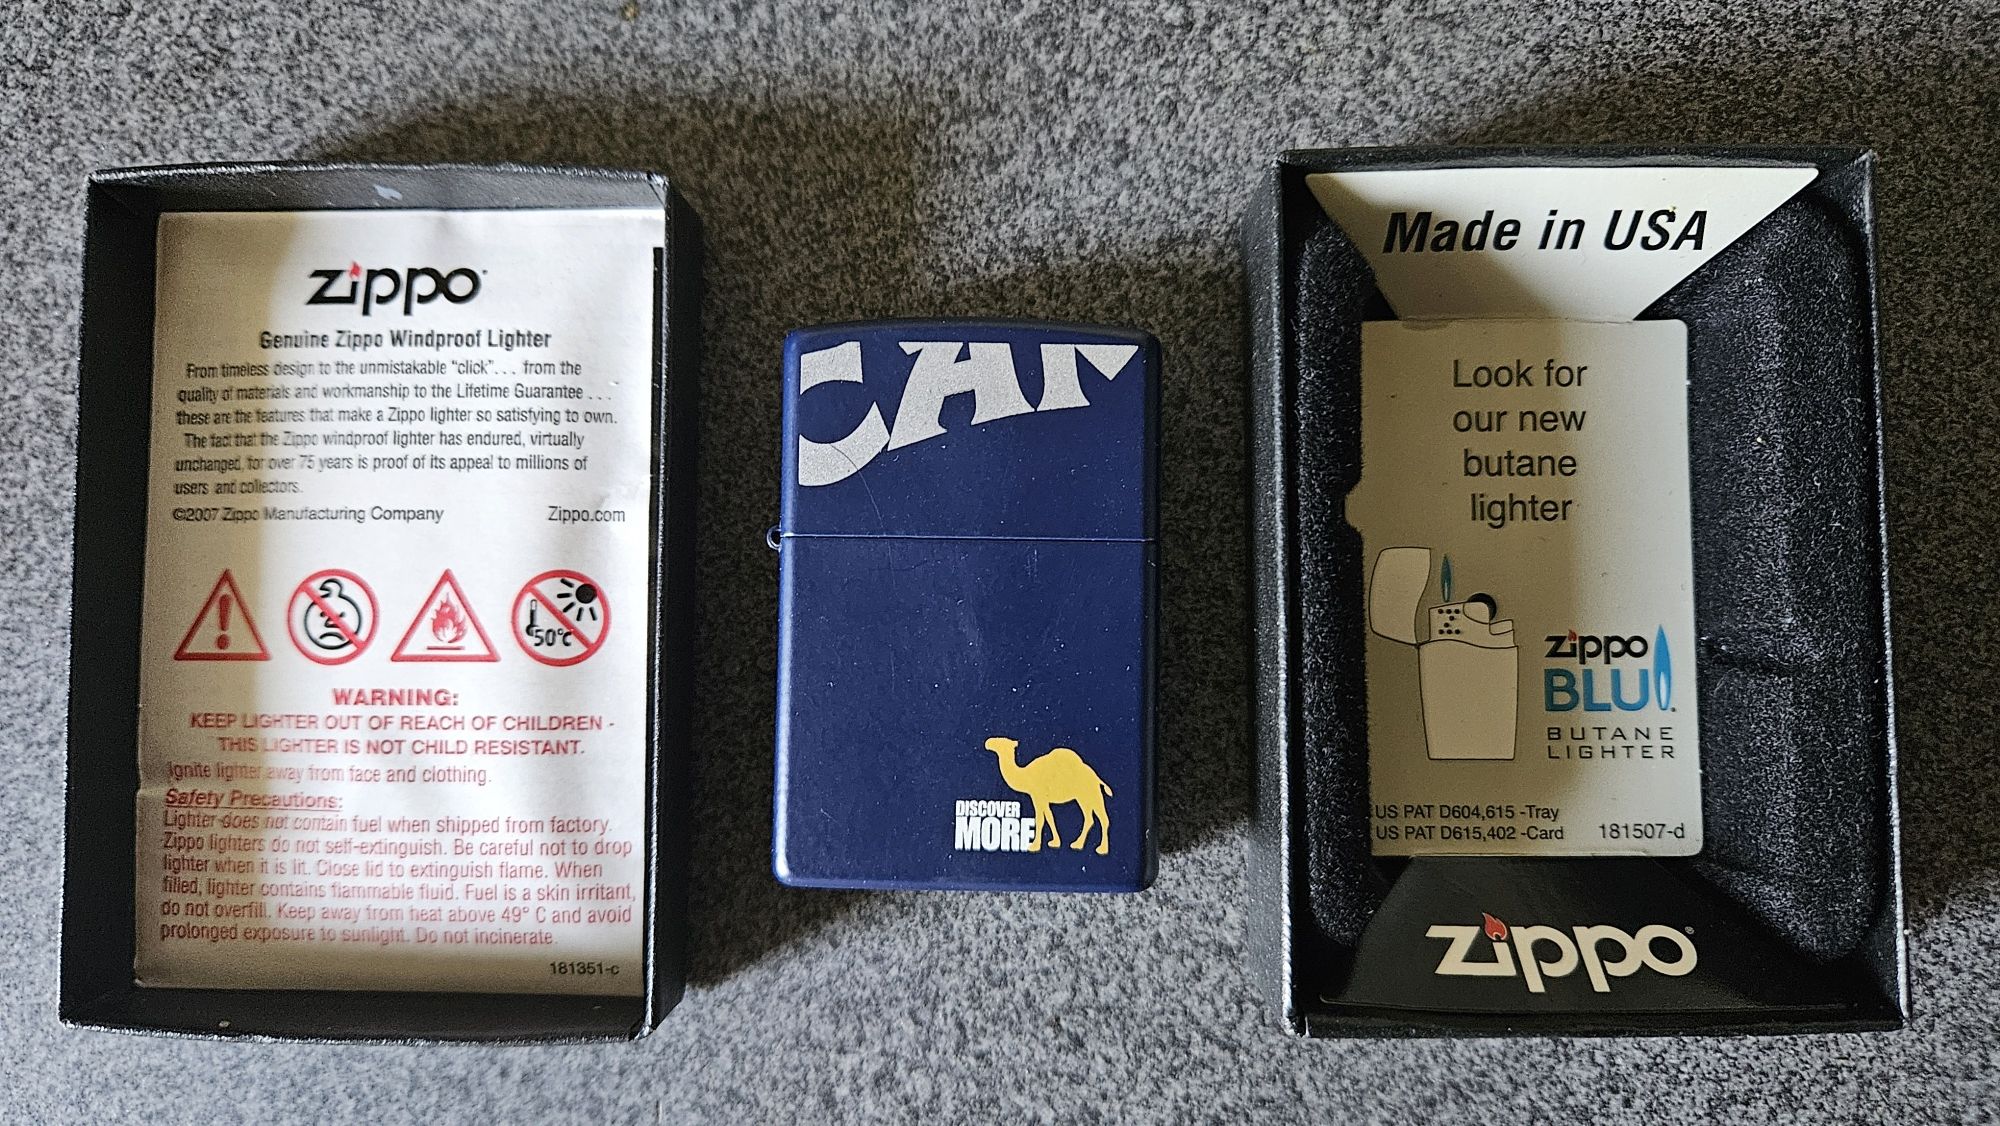 zippo
Genuine Zippo Windproof Lighter
From timeless design to the unmistakable "click". . . from the
quality of materials and workmanship to the Lifetime Guarantee . . .
these are the features that make a Zippo lighter so satisfying to own.
The fact that the Zippo windproof lighter has endured, virtually
unchanged, for over 75 years is proof of its appeal to millions of
users and collectors.
©2007 Zippo Manufacturing Company Zippo.com
50°C
WARNING:
KEEP LIGHTER OUT OF REACH OF CHILDREN -
THIS LIGHTER IS NOT CHILD RESISTANT.
Ignite lighter away from face and clothing.
Safety Precautions:
Lighter does not contain fuel when shipped from factory.
Zippo lighters do not self-extinguish. Be careful not to drop
lighter when it is lit. Close lid to extinguish flame. When
filled, lighter contains flammable fluid. Fuel is a skin irritant,
do not overfill. Keep away from heat above 49° C and avoid
prolonged exposure to sunlight. Do not incinerate.
181351-c
CAM
DISCOVER
MORE
Made in USA
Look for
our new
butane
lighter
zippo
BLU
BUTANE
LIGHTER
US PAT D604,615 -Tray
US PAT D615,402 -Card 181507-d
zippo®